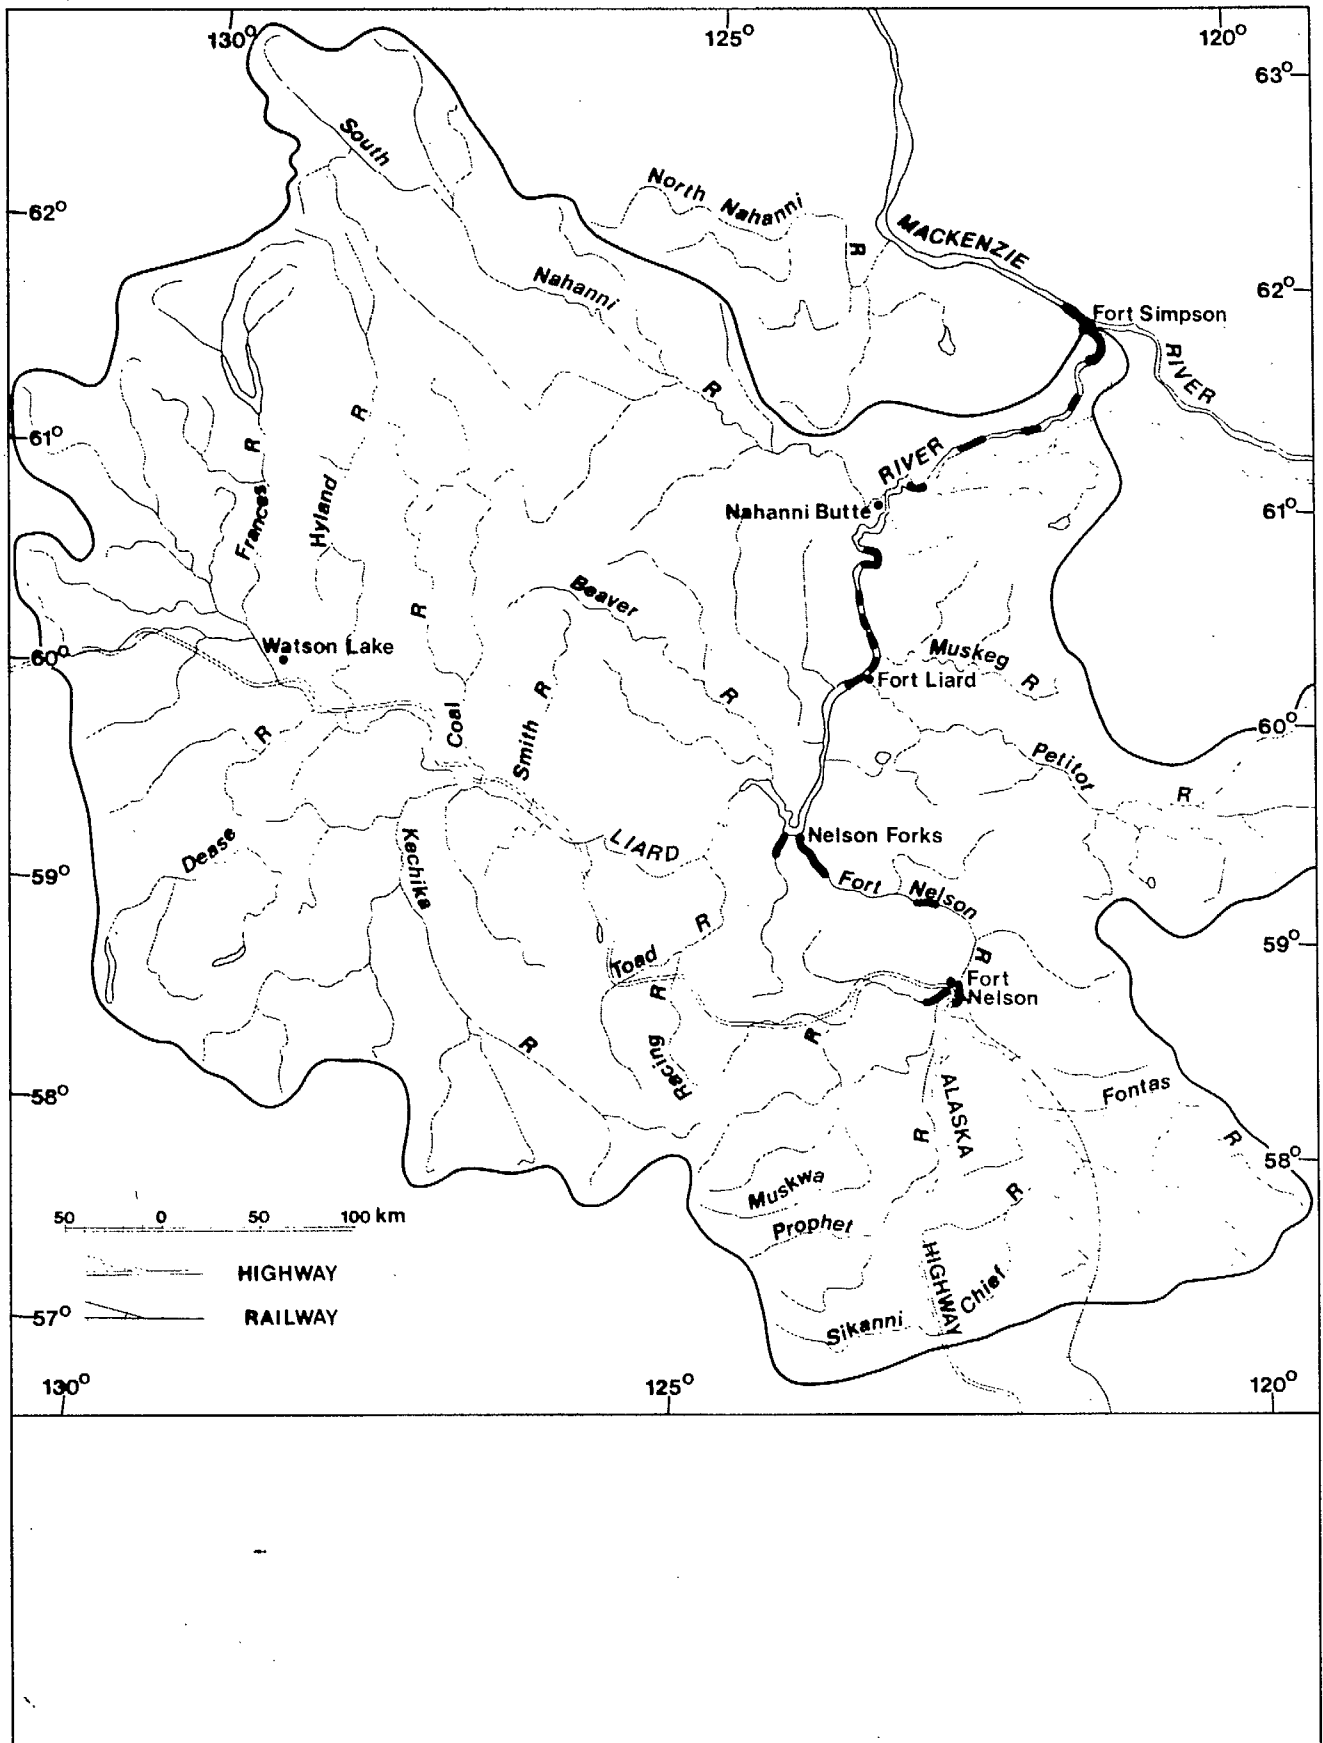 130°
125°
120°
63°
South
North Nahanni
R
62°
MACKENZIE
Nahanni
62°
Fort Simpson
RIVER
R
R
61°
R
RIVER
Frances
Hyland
Nahanni Butte
61°
Beaver
R
60°
Watson Lake
Muskeg
R
Fort Liard
R
R
60°
R
Coal
Smith
Petitot
R
Dease
Kechika
LIARD
Nelson Forks
59°
Fort Nelson
R
59°
Toad
R
R
Fort
Nelson
R
R
Racing
58°
ALASKA
Fontas
R
R
58°
Muskwa
R
Prophet
50 0 50 100 km
HIGHWAY
HIGHWAY
Chief
57°
RAILWAY
Sikanni
130°
125°
120°